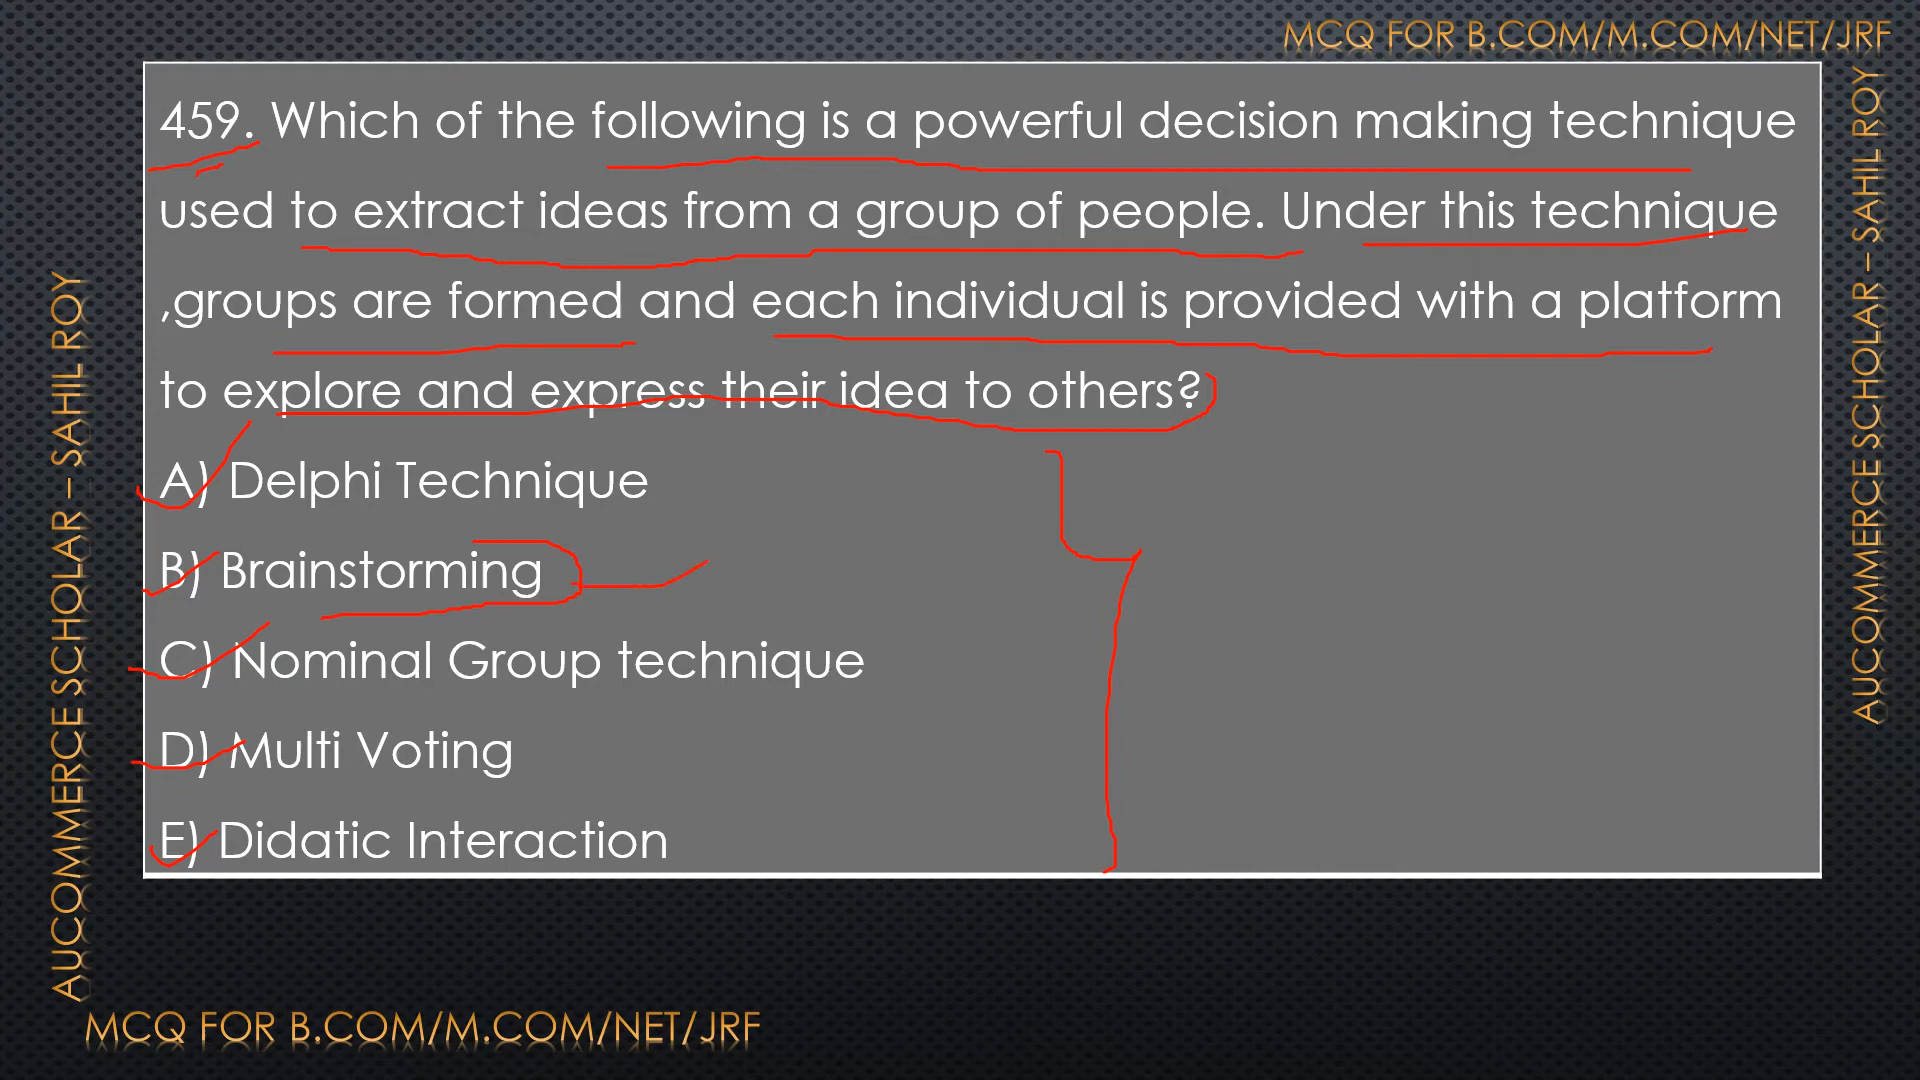 MCQ FOR B.COM/M.COM/NET/JRF
459. Which of the following is a powerful decision making technique
used to extract ideas from a group of people. Under this technique
,groups are formed and each individual is provided with a platform
to explore and express their idea to others?
A) Delphi Technique
B) Brainstorming
C) Nominal Group technique
D) Multi Voting
E) Didatic Interaction
AUCOMMERCE SCHOLAR – SAHIL ROY
AUCOMMERCE SCHOLAR – SAHIL ROY
MCQ FOR B.COM/M.COM/NET/JRF